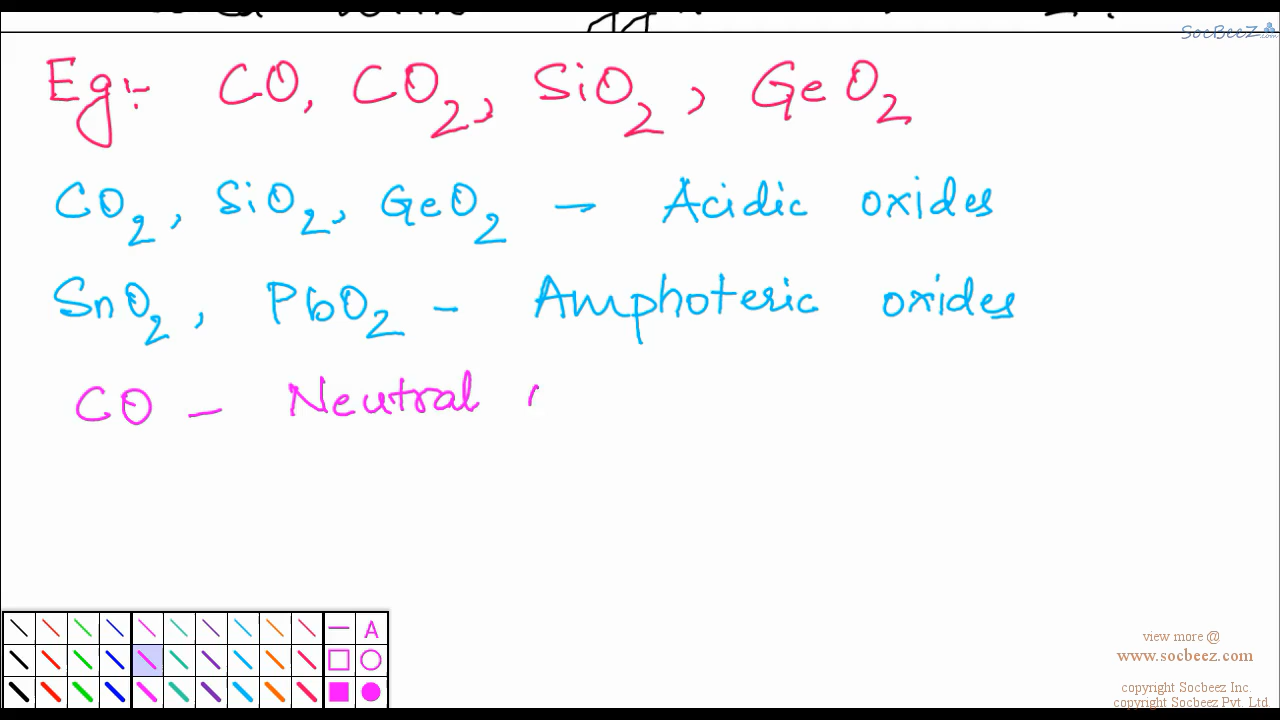 SocBeeZ.com
Eg:- CO, CO2, SiO2, GeO2
CO2, SiO2, GeO2 - Acidic oxides
SnO2, PbO2 - Amphoteric oxides
CO - Neutral
A
view more @
www.socbeez.com
copyright Socbeez Inc.
copyright Socbeez Pvt. Ltd.